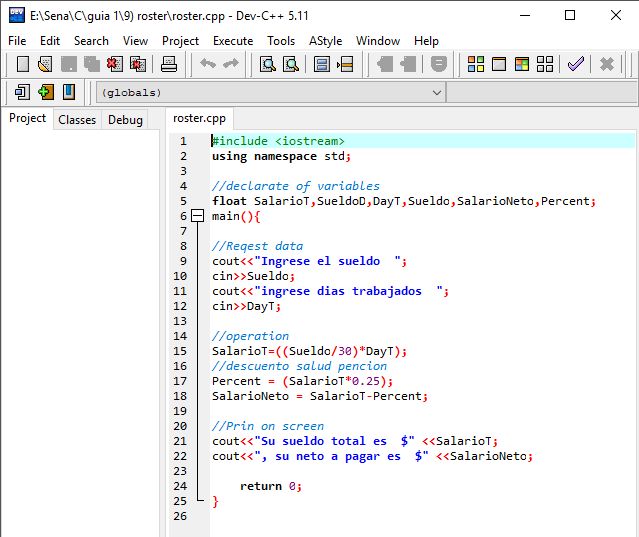 E:\Sena\C\guia 1\9) roster\roster.cpp - Dev-C++ 5.11
File Edit Search View Project Execute Tools AStyle Window Help
(globals)
Project Classes Debug
roster.cpp
1 #include <iostream>
2 using namespace std;
3
4 //declarate of variables
5 float SalarioT,SueldoD,DayT,Sueldo,SalarioNeto,Percent;
6 main(){
7
8 //Reqest data
9 cout<<"Ingrese el sueldo  ";
10 cin>>Sueldo;
11 cout<<"ingrese dias trabajados  ";
12 cin>>DayT;
13
14 //operation
15 SalarioT=((Sueldo/30)*DayT);
16 //descuento salud pencion
17 Percent = (SalarioT*0.25);
18 SalarioNeto = SalarioT-Percent;
19
20 //Prin on screen
21 cout<<"Su sueldo total es  $" <<SalarioT;
22 cout<<", su neto a pagar es  $" <<SalarioNeto;
23
24     return 0;
25 }
26